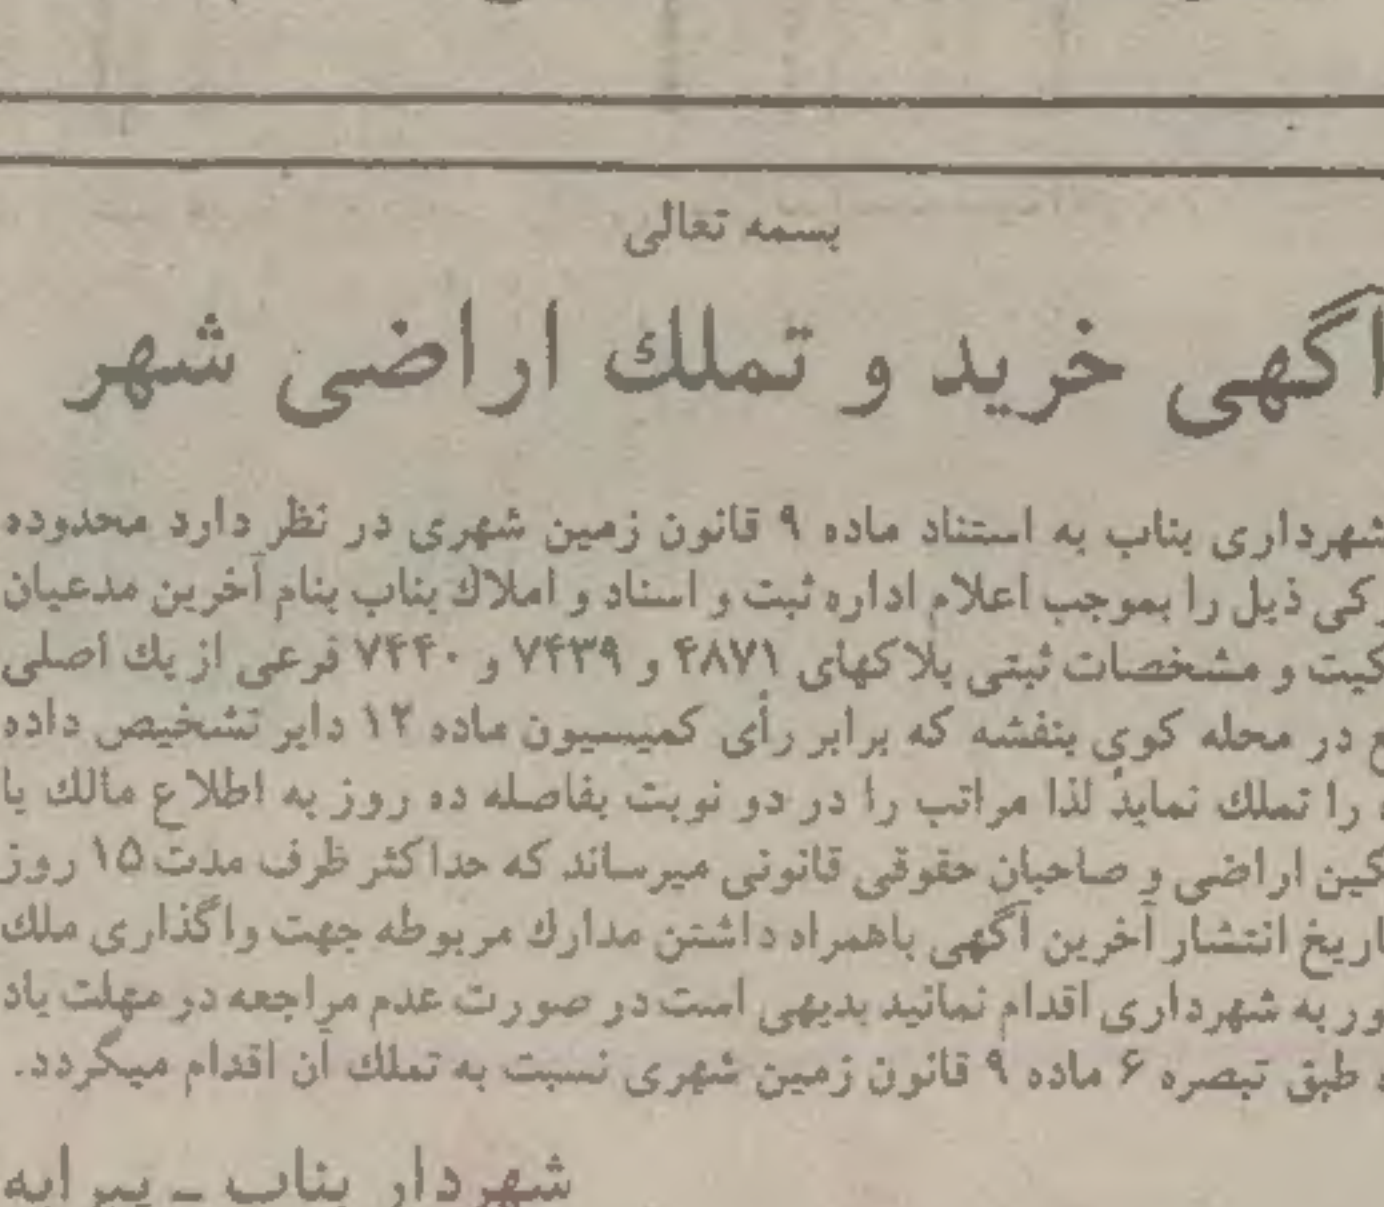 بسمه تعالی
آگهی خرید و تملك اراضی شهر
شهرداری بناب به استناد ماده ۹ قانون زمین شهری در نظر دارد محدوده
ذیل را بموجب اعلام اداره ثبت و اسناد و املاك بناب بنام آخرین مدعیان
و مشخصات ثبتی پلاکهای ۴۸۷۱ و ۷۴۳۹ و ۷۴۴۰ فرعی از یك اصلی
در محله کوی بنفشه که برابر رأی کمیسیون ماده ۱۲ دایر تشخیص داده
را تملك نماید لذا مراتب را در دو نوبت بفاصله ده روز به اطلاع مالك یا
اراضی و صاحبان حقوقی قانونی میرساند که حداکثر ظرف مدت ۱۵ روز
انتشار آخرین آگهی باهمراه داشتن مدارك مربوطه جهت واگذاری ملك
به شهرداری اقدام نمائید بدیهی است در صورت عدم مراجعه در مهلت یاد
طبق تبصره ۶ ماده ۹ قانون زمین شهری نسبت به تملك آن اقدام میگردد.
شهردار بناب ـ پیرایه